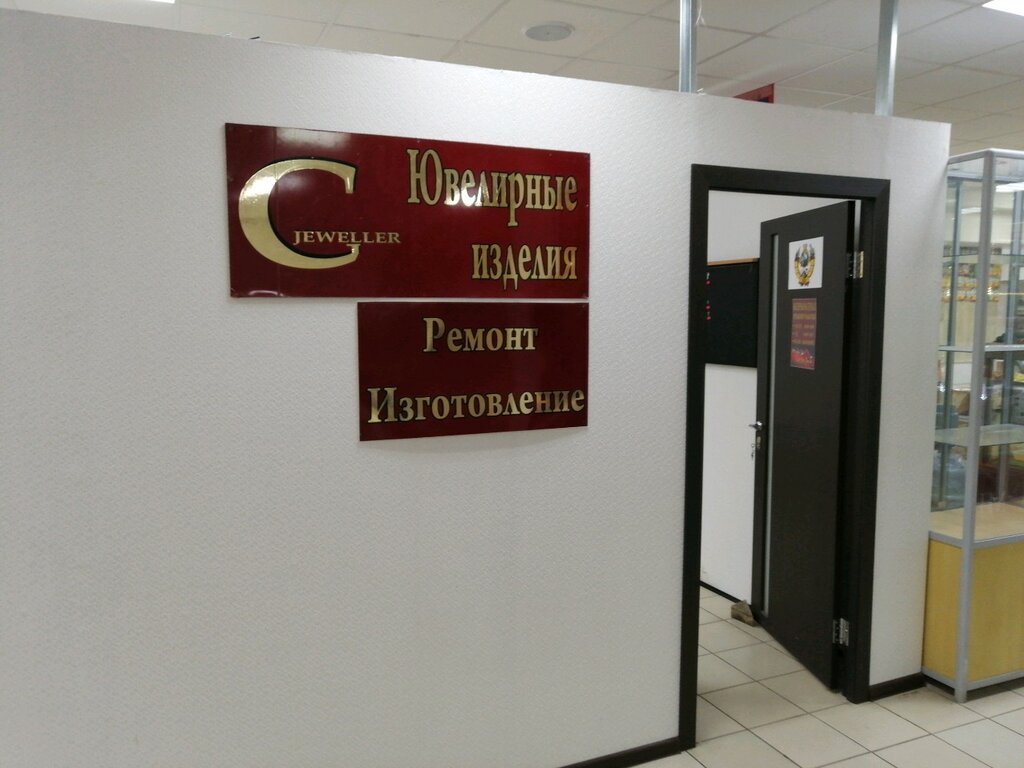 G JEWELLER
Ювелирные
изделия
Ремонт
Изготовление